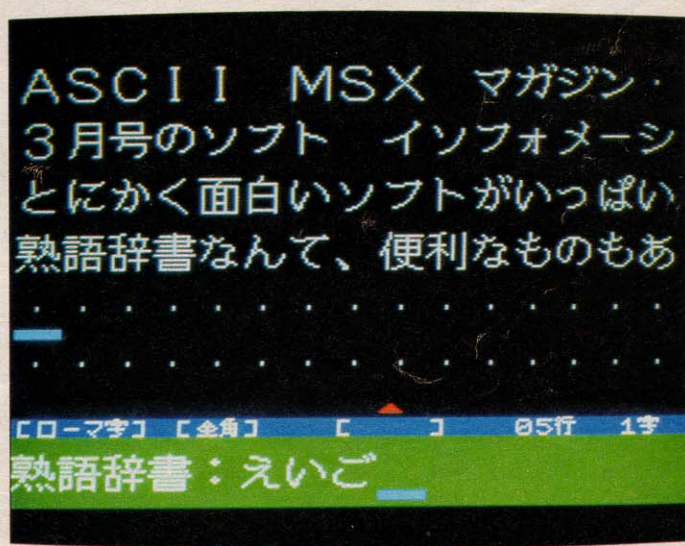 ＡＳＣＩＩ　ＭＳＸ　マガジン・
３月号のソフト　イソフォメーシ
とにかく面白いソフトがいっぱい
熟語辞書なんて、便利なものもあ
・・・・・・・・・・・・・・・・・
・・・・・・・・・・・・・・・・・
[ローマ字] [全角] [　　] 05行 1字
熟語辞書：えいご